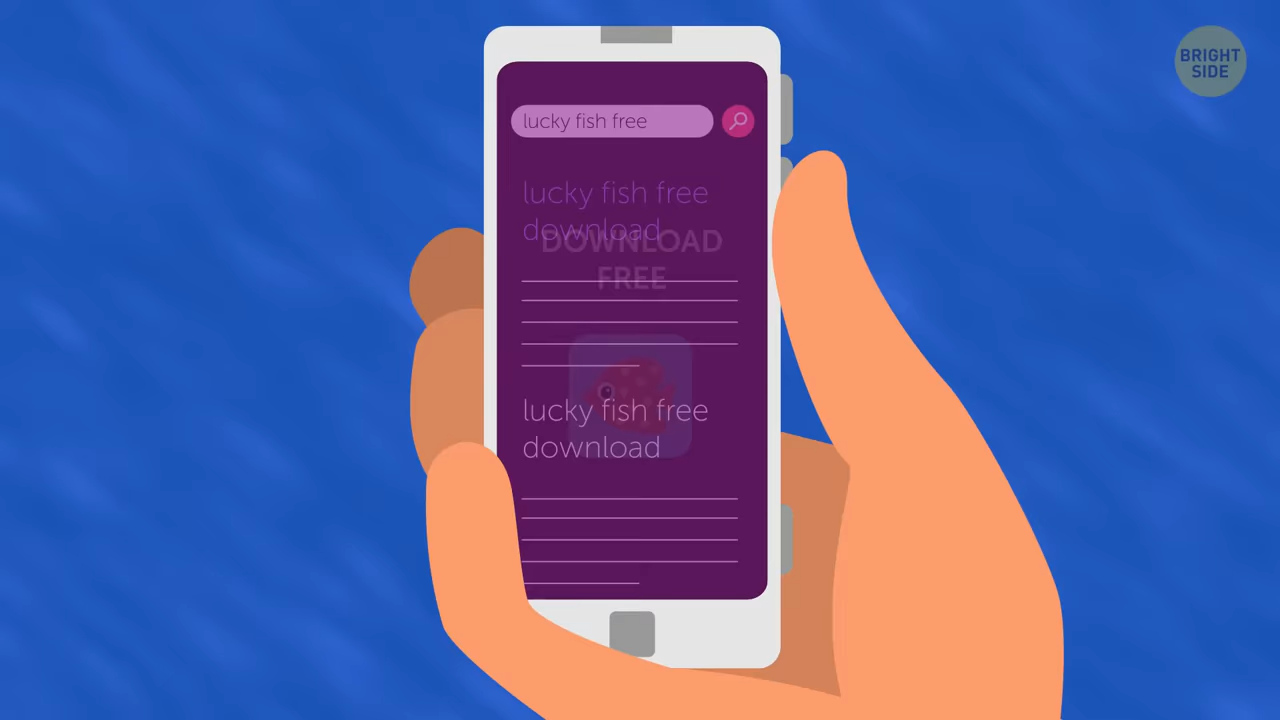 BRIGHT
SIDE
lucky fish free
lucky fish free
download
DOWNLOAD
FREE
lucky fish free
download